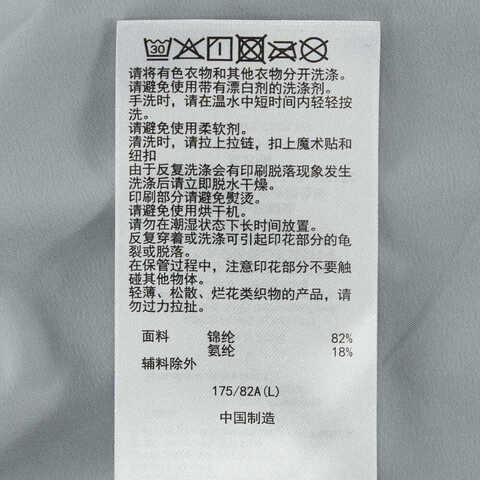 30
请将有色衣物和其他衣物分开洗涤。
请避免使用带有漂白剂的洗涤剂。
手洗时，请在温水中短时间内轻轻按
洗。
请避免使用柔软剂。
清洗时，请拉上拉链，扣上魔术贴和
纽扣
由于反复洗涤会有印刷脱落现象发生
洗涤后请立即脱水干燥。
印刷部分请避免熨烫。
请避免使用烘干机。
请勿在潮湿状态下长时间放置。
反复穿着或洗涤可引起印花部分的龟
裂或脱落。
在保管过程中，注意印花部分不要触
碰其他物体。
轻薄、松散、烂花类织物的产品，请
勿过力拉扯。
面料 锦纶 82%
氨纶 18%
辅料除外
175/82A(L)
中国制造